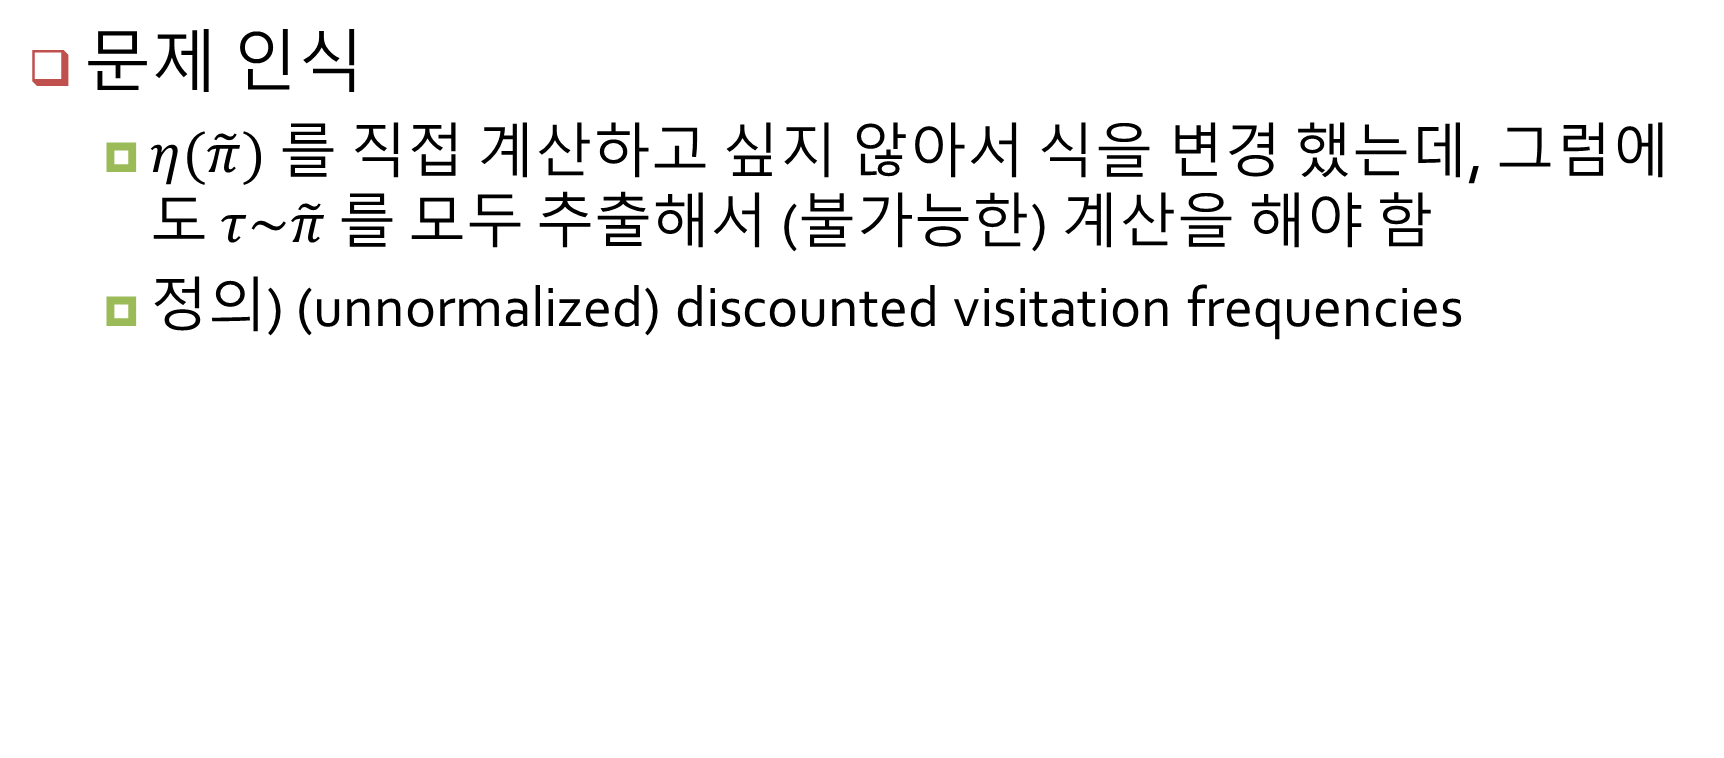 문제 인식
η(π̃) 를 직접 계산하고 싶지 않아서 식을 변경 했는데, 그럼에
도 τ~π̃ 를 모두 추출해서 (불가능한) 계산을 해야 함
정의) (unnormalized) discounted visitation frequencies